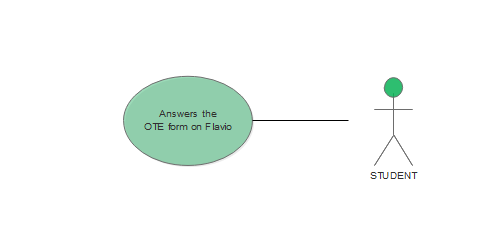 Answers the
OTE form on Flavio
STUDENT